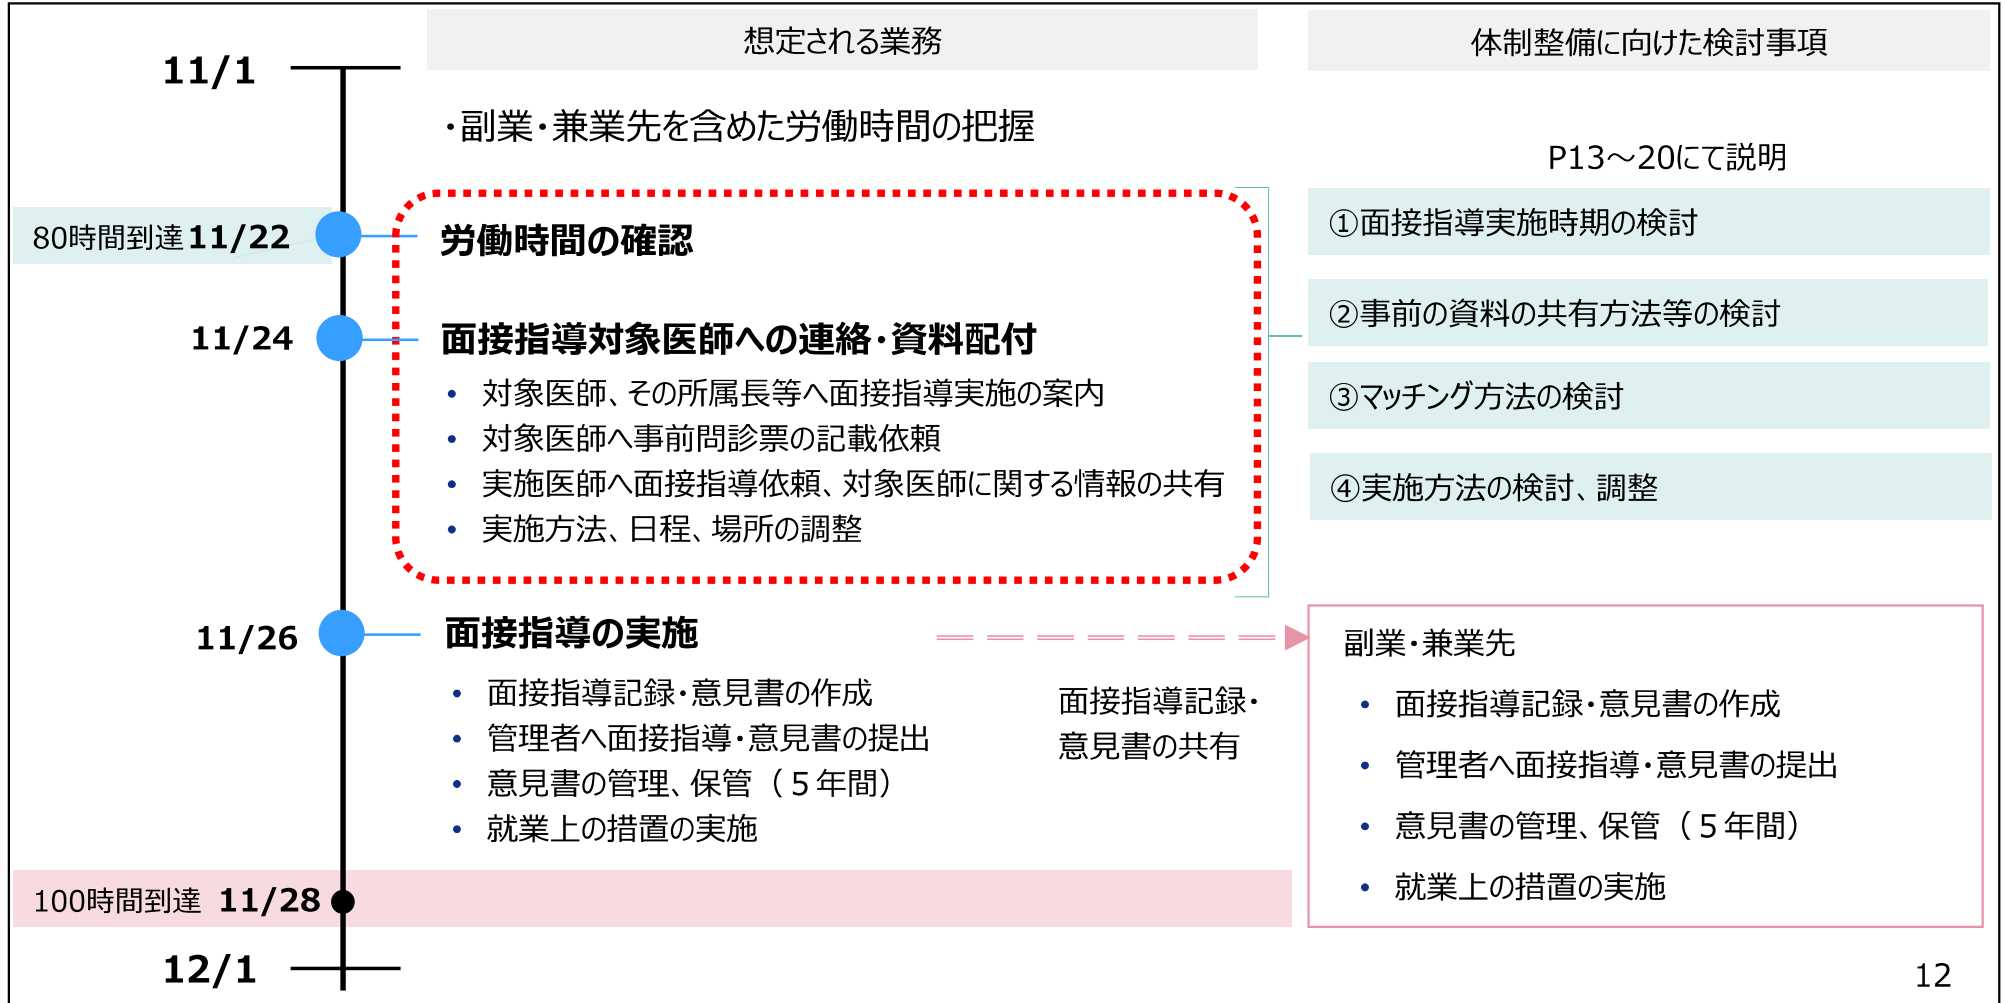 想定される業務
体制整備に向けた検討事項
11/1
・副業・兼業先を含めた労働時間の把握
P13～20にて説明
80時間到達 11/22
労働時間の確認
①面接指導実施時期の検討
②事前の資料の共有方法等の検討
11/24
面接指導対象医師への連絡・資料配付
• 対象医師、その所属長等へ面接指導実施の案内
• 対象医師へ事前問診票の記載依頼
• 実施医師へ面接指導依頼、対象医師に関する情報の共有
• 実施方法、日程、場所の調整
③マッチング方法の検討
④実施方法の検討、調整
11/26
面接指導の実施
• 面接指導記録・意見書の作成
• 管理者へ面接指導・意見書の提出
• 意見書の管理、保管（５年間）
• 就業上の措置の実施
面接指導記録・
意見書の共有
副業・兼業先
• 面接指導記録・意見書の作成
• 管理者へ面接指導・意見書の提出
• 意見書の管理、保管（５年間）
• 就業上の措置の実施
100時間到達 11/28
12/1
12